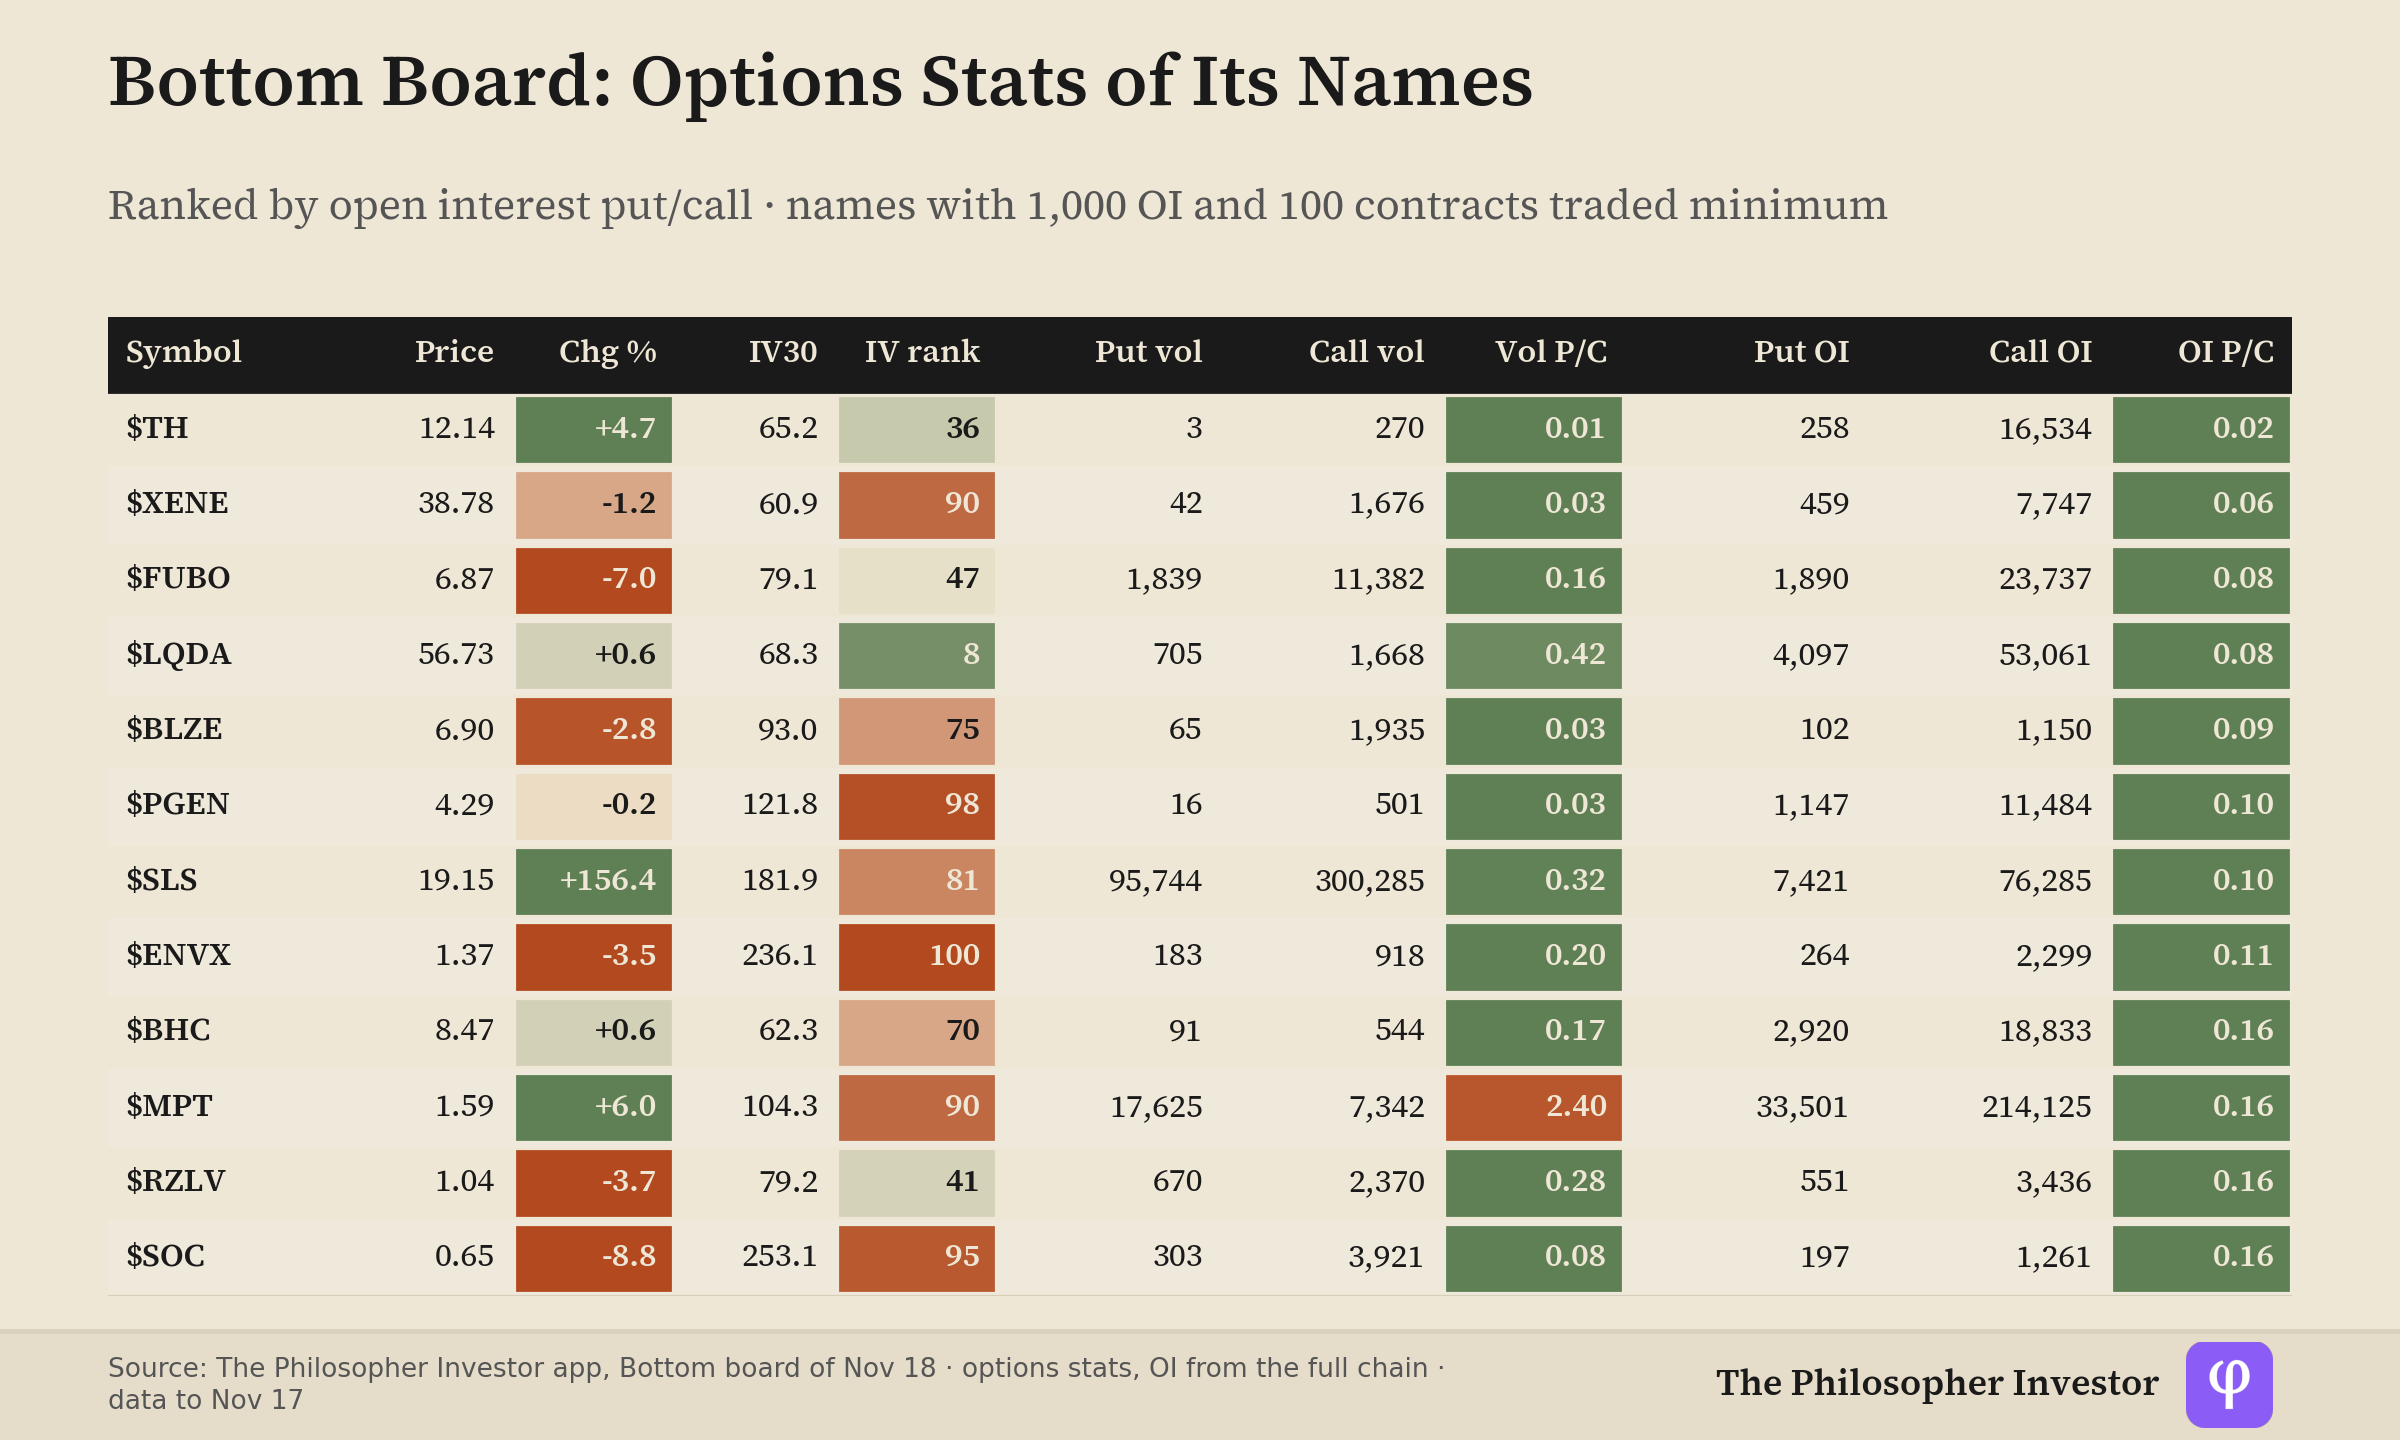 Bottom Board: Options Stats of Its Names
Ranked by open interest put/call · names with 1,000 OI and 100 contracts traded minimum
Symbol Price Chg % IV30 IV rank Put vol Call vol Vol P/C Put OI Call OI OI P/C
$TH 12.14 +4.7 65.2 36 3 270 0.01 258 16,534 0.02
$XENE 38.78 -1.2 60.9 90 42 1,676 0.03 459 7,747 0.06
$FUBO 6.87 -7.0 79.1 47 1,839 11,382 0.16 1,890 23,737 0.08
$LQDA 56.73 +0.6 68.3 8 705 1,668 0.42 4,097 53,061 0.08
$BLZE 6.90 -2.8 93.0 75 65 1,935 0.03 102 1,150 0.09
$PGEN 4.29 -0.2 121.8 98 16 501 0.03 1,147 11,484 0.10
$SLS 19.15 +156.4 181.9 81 95,744 300,285 0.32 7,421 76,285 0.10
$ENVX 1.37 -3.5 236.1 100 183 918 0.20 264 2,299 0.11
$BHC 8.47 +0.6 62.3 70 91 544 0.17 2,920 18,833 0.16
$MPT 1.59 +6.0 104.3 90 17,625 7,342 2.40 33,501 214,125 0.16
$RZLV 1.04 -3.7 79.2 41 670 2,370 0.28 551 3,436 0.16
$SOC 0.65 -8.8 253.1 95 303 3,921 0.08 197 1,261 0.16
Source: The Philosopher Investor app, Bottom board of Nov 18 · options stats, OI from the full chain ·
data to Nov 17
The Philosopher Investor φ